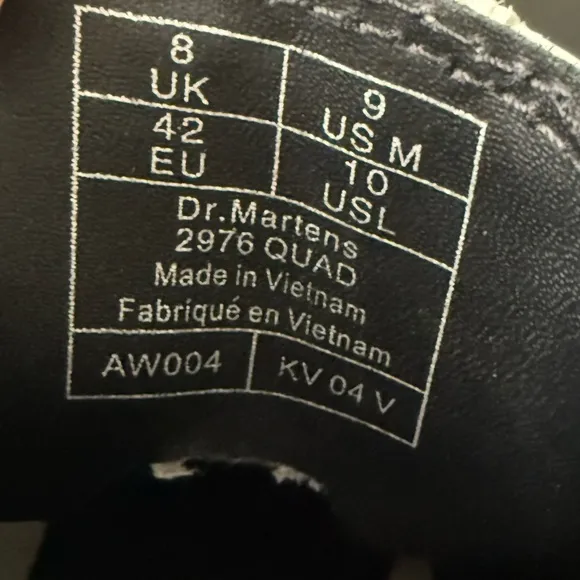 8
UK
9
US M
42
EU
10
USL
Dr.Martens
2976 QUAD
Made in Vietnam
Fabriqué en Vietnam
AW004
KV 04 V